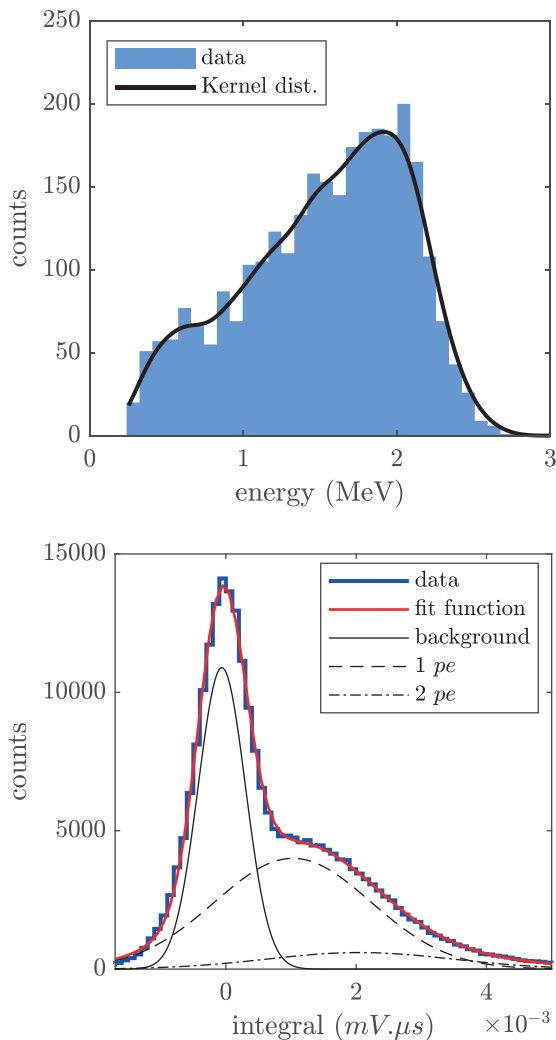 250
200
150
100
50
0
counts
data
Kernel dist.
0 1 2 3
energy (MeV)
15000
10000
5000
0
counts
data
fit function
background
1 pe
2 pe
0 2 4
×10⁻³
integral (mV.μs)